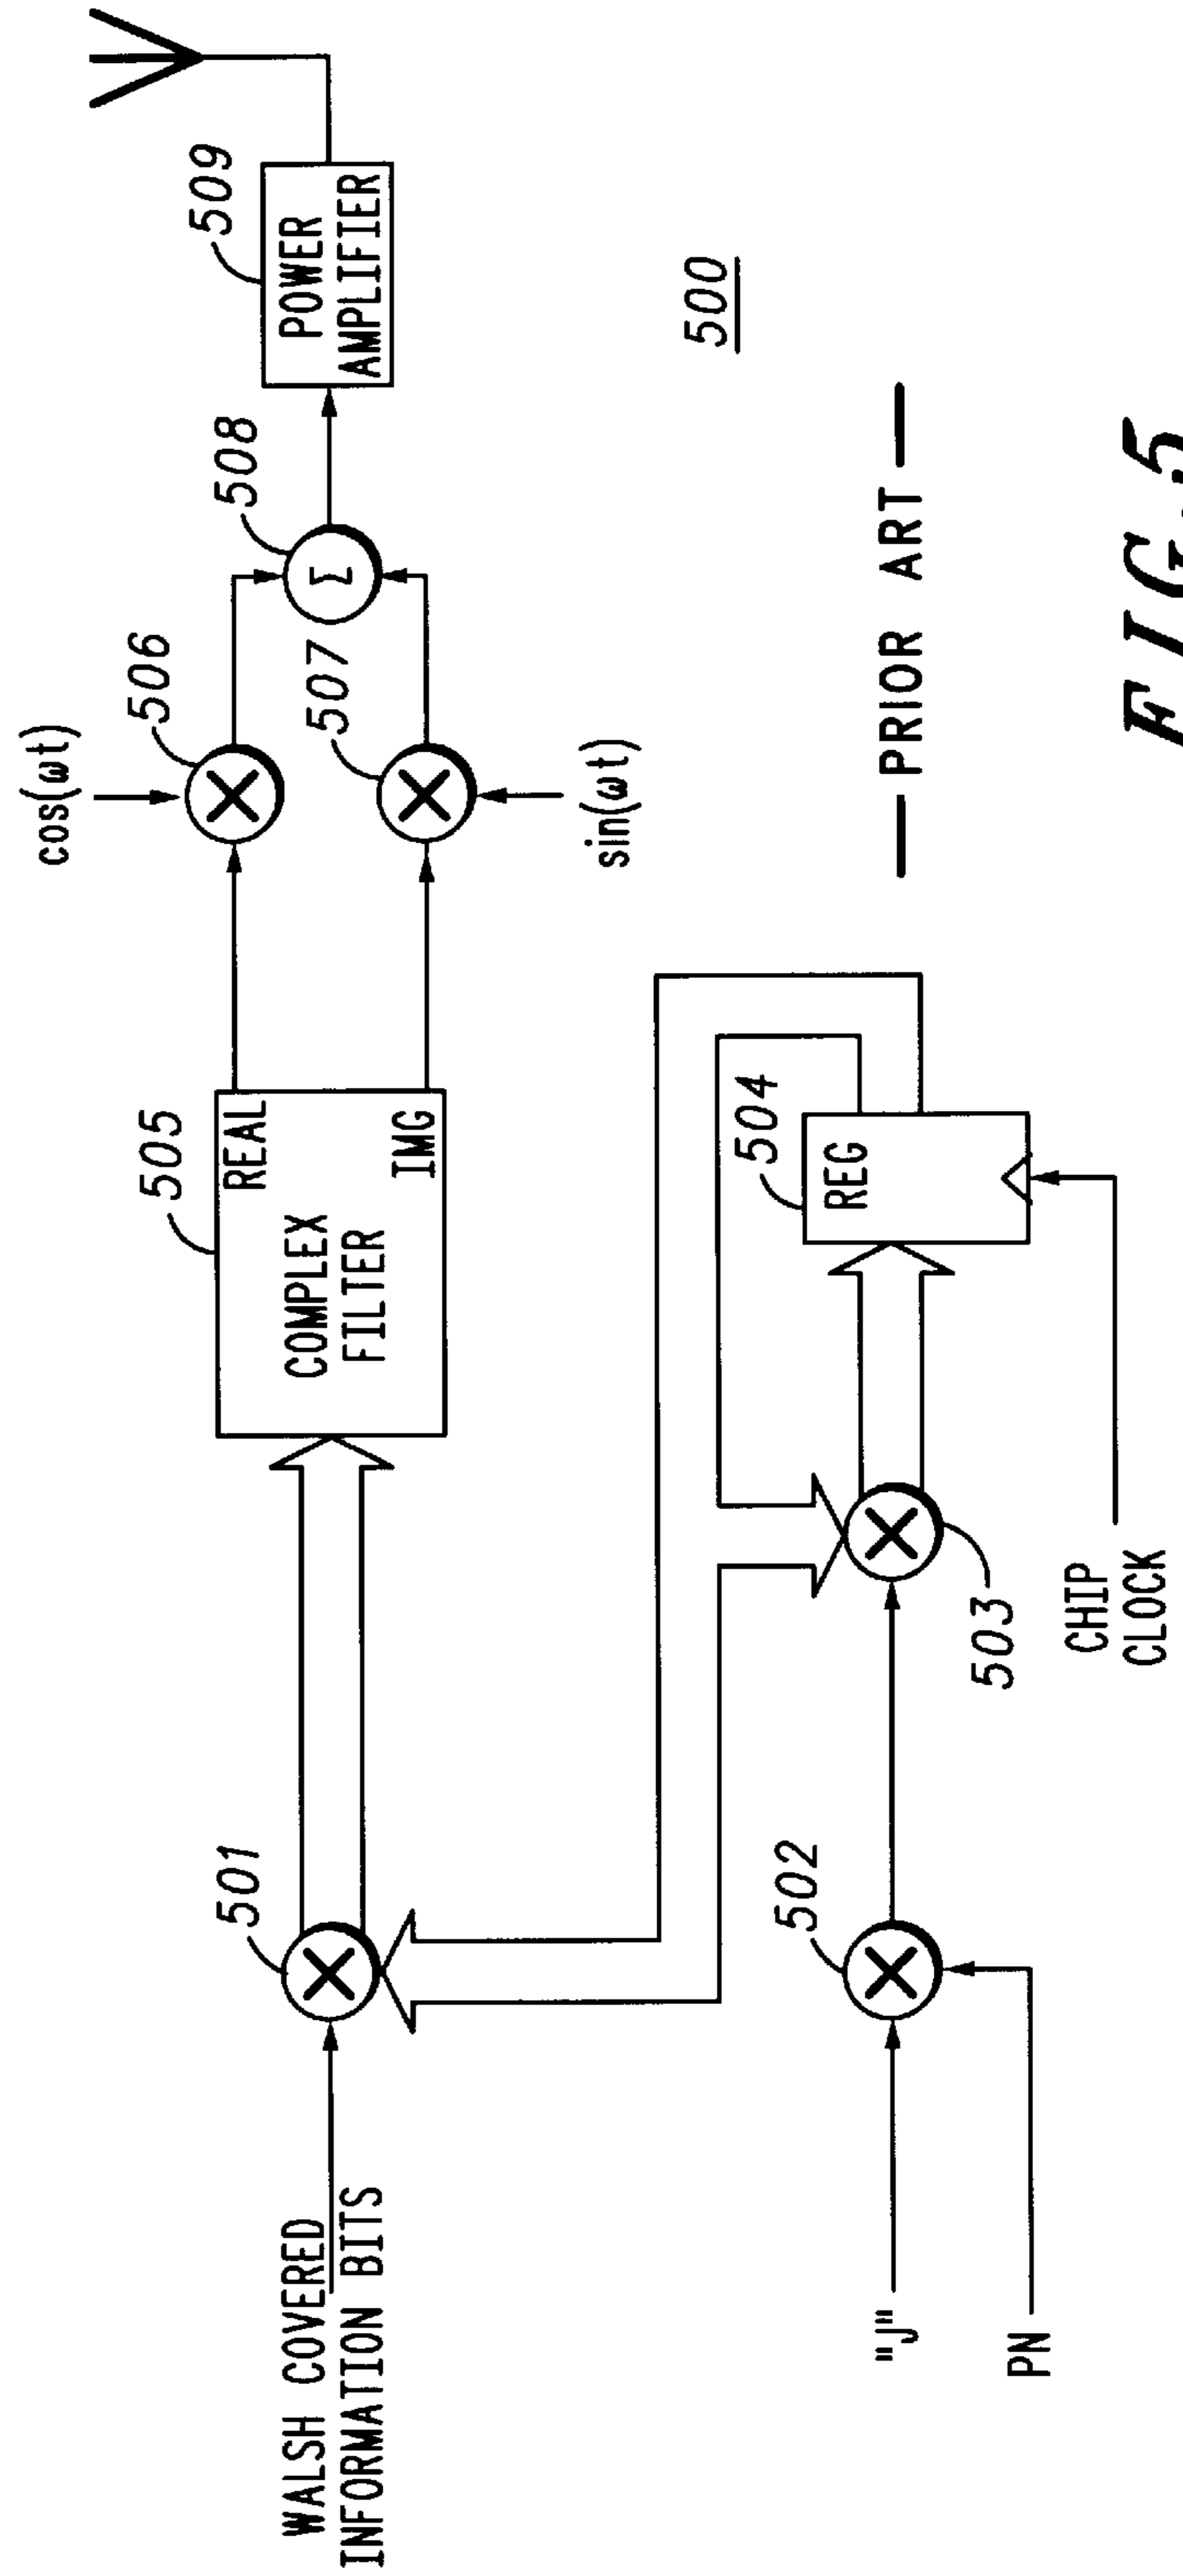 cos(ωt)
506
508
509
POWER
AMPLIFIER
505
REAL
COMPLEX
FILTER
IMG
Σ
507
sin(ωt)
501
WALSH COVERED
INFORMATION BITS
500
504
REG
502
503
"J"
PN
CHIP
CLOCK
PRIOR ART
FIG. 5